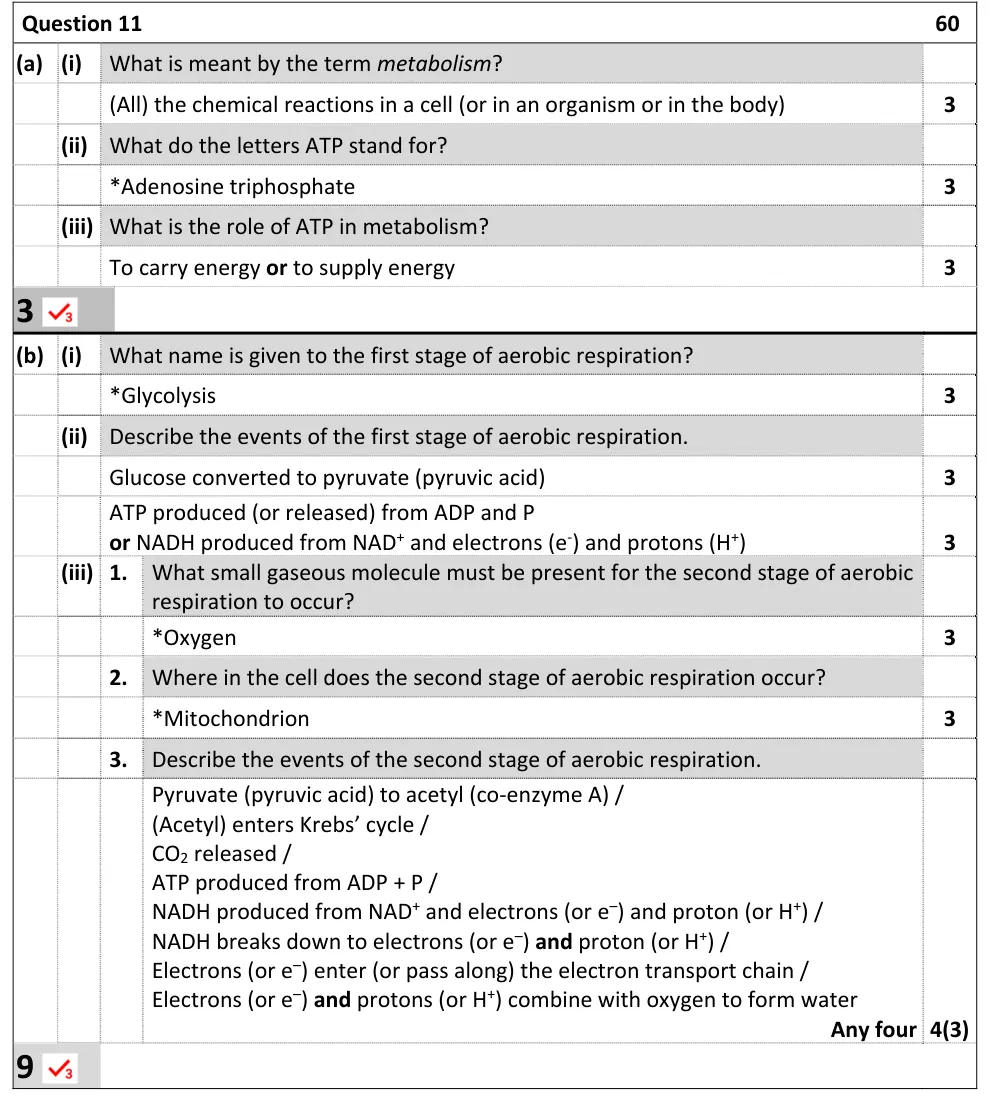 Question 11 60
(a) (i) What is meant by the term metabolism?
(All) the chemical reactions in a cell (or in an organism or in the body) 3
(ii) What do the letters ATP stand for?
*Adenosine triphosphate 3
(iii) What is the role of ATP in metabolism?
To carry energy or to supply energy 3
3 ✓3
(b) (i) What name is given to the first stage of aerobic respiration?
*Glycolysis 3
(ii) Describe the events of the first stage of aerobic respiration.
Glucose converted to pyruvate (pyruvic acid) 3
ATP produced (or released) from ADP and P
or NADH produced from NAD⁺ and electrons (e⁻) and protons (H⁺) 3
(iii) 1. What small gaseous molecule must be present for the second stage of aerobic
respiration to occur?
*Oxygen 3
2. Where in the cell does the second stage of aerobic respiration occur?
*Mitochondrion 3
3. Describe the events of the second stage of aerobic respiration.
Pyruvate (pyruvic acid) to acetyl (co-enzyme A) /
(Acetyl) enters Krebs’ cycle /
CO₂ released /
ATP produced from ADP + P /
NADH produced from NAD⁺ and electrons (or e⁻) and proton (or H⁺) /
NADH breaks down to electrons (or e⁻) and proton (or H⁺) /
Electrons (or e⁻) enter (or pass along) the electron transport chain /
Electrons (or e⁻) and protons (or H⁺) combine with oxygen to form water
Any four 4(3)
9 ✓3